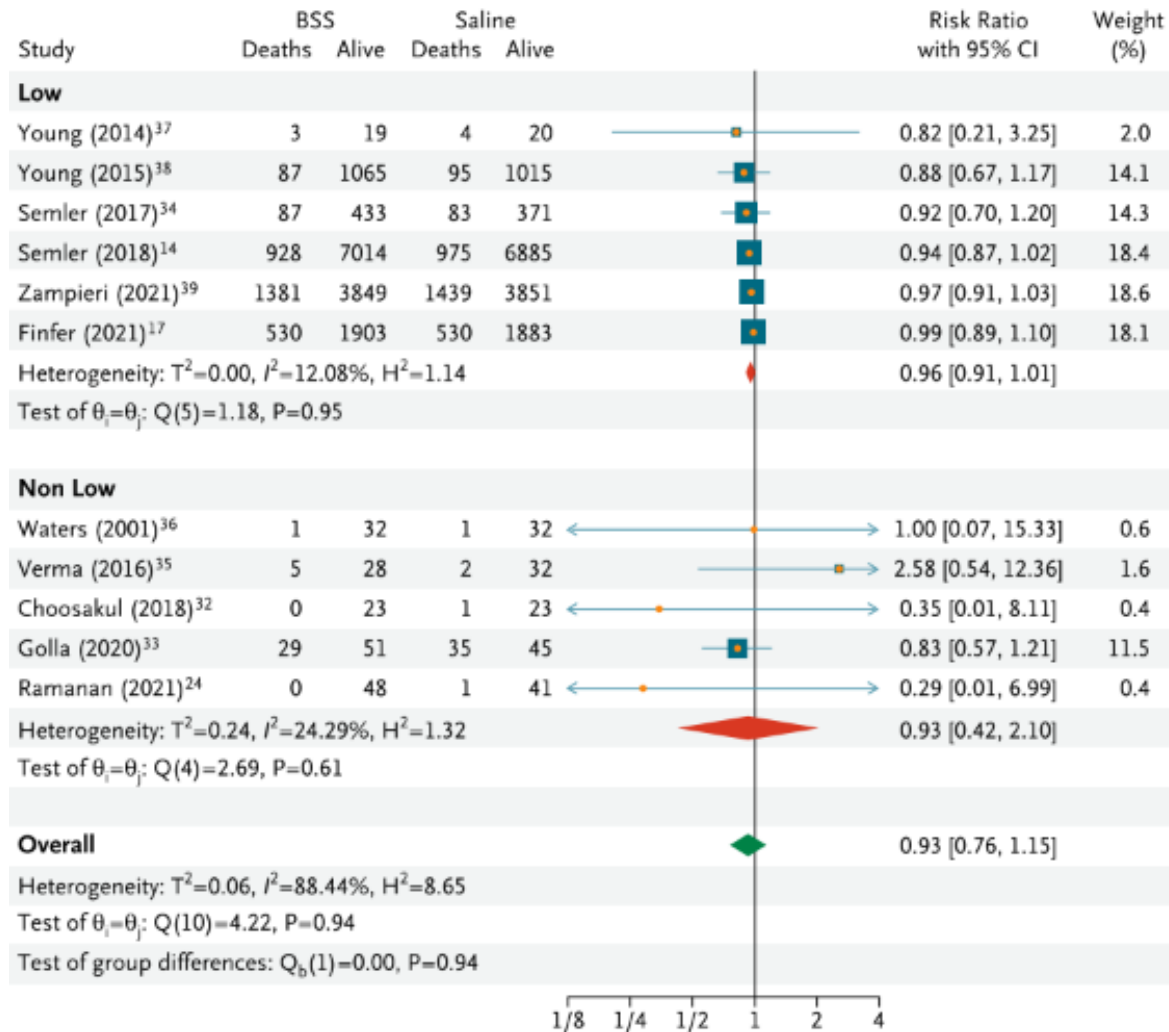 BSS Saline Risk Ratio Weight
Study Deaths Alive Deaths Alive with 95% CI (%)
Low
Young (2014)37 3 19 4 20 0.82 [0.21, 3.25] 2.0
Young (2015)38 87 1065 95 1015 0.88 [0.67, 1.17] 14.1
Semler (2017)34 87 433 83 371 0.92 [0.70, 1.20] 14.3
Semler (2018)14 928 7014 975 6885 0.94 [0.87, 1.02] 18.4
Zampieri (2021)39 1381 3849 1439 3851 0.97 [0.91, 1.03] 18.6
Finfer (2021)17 530 1903 530 1883 0.99 [0.89, 1.10] 18.1
Heterogeneity: T²=0.00, I²=12.08%, H²=1.14 0.96 [0.91, 1.01]
Test of θi=θj: Q(5)=1.18, P=0.95
Non Low
Waters (2001)36 1 32 1 32 1.00 [0.07, 15.33] 0.6
Verma (2016)35 5 28 2 32 2.58 [0.54, 12.36] 1.6
Choosakul (2018)32 0 23 1 23 0.35 [0.01, 8.11] 0.4
Golla (2020)33 29 51 35 45 0.83 [0.57, 1.21] 11.5
Ramanan (2021)24 0 48 1 41 0.29 [0.01, 6.99] 0.4
Heterogeneity: T²=0.24, I²=24.29%, H²=1.32 0.93 [0.42, 2.10]
Test of θi=θj: Q(4)=2.69, P=0.61
Overall 0.93 [0.76, 1.15]
Heterogeneity: T²=0.06, I²=88.44%, H²=8.65
Test of θi=θj: Q(10)=4.22, P=0.94
Test of group differences: Qb(1)=0.00, P=0.94
1/8 1/4 1/2 1 2 4